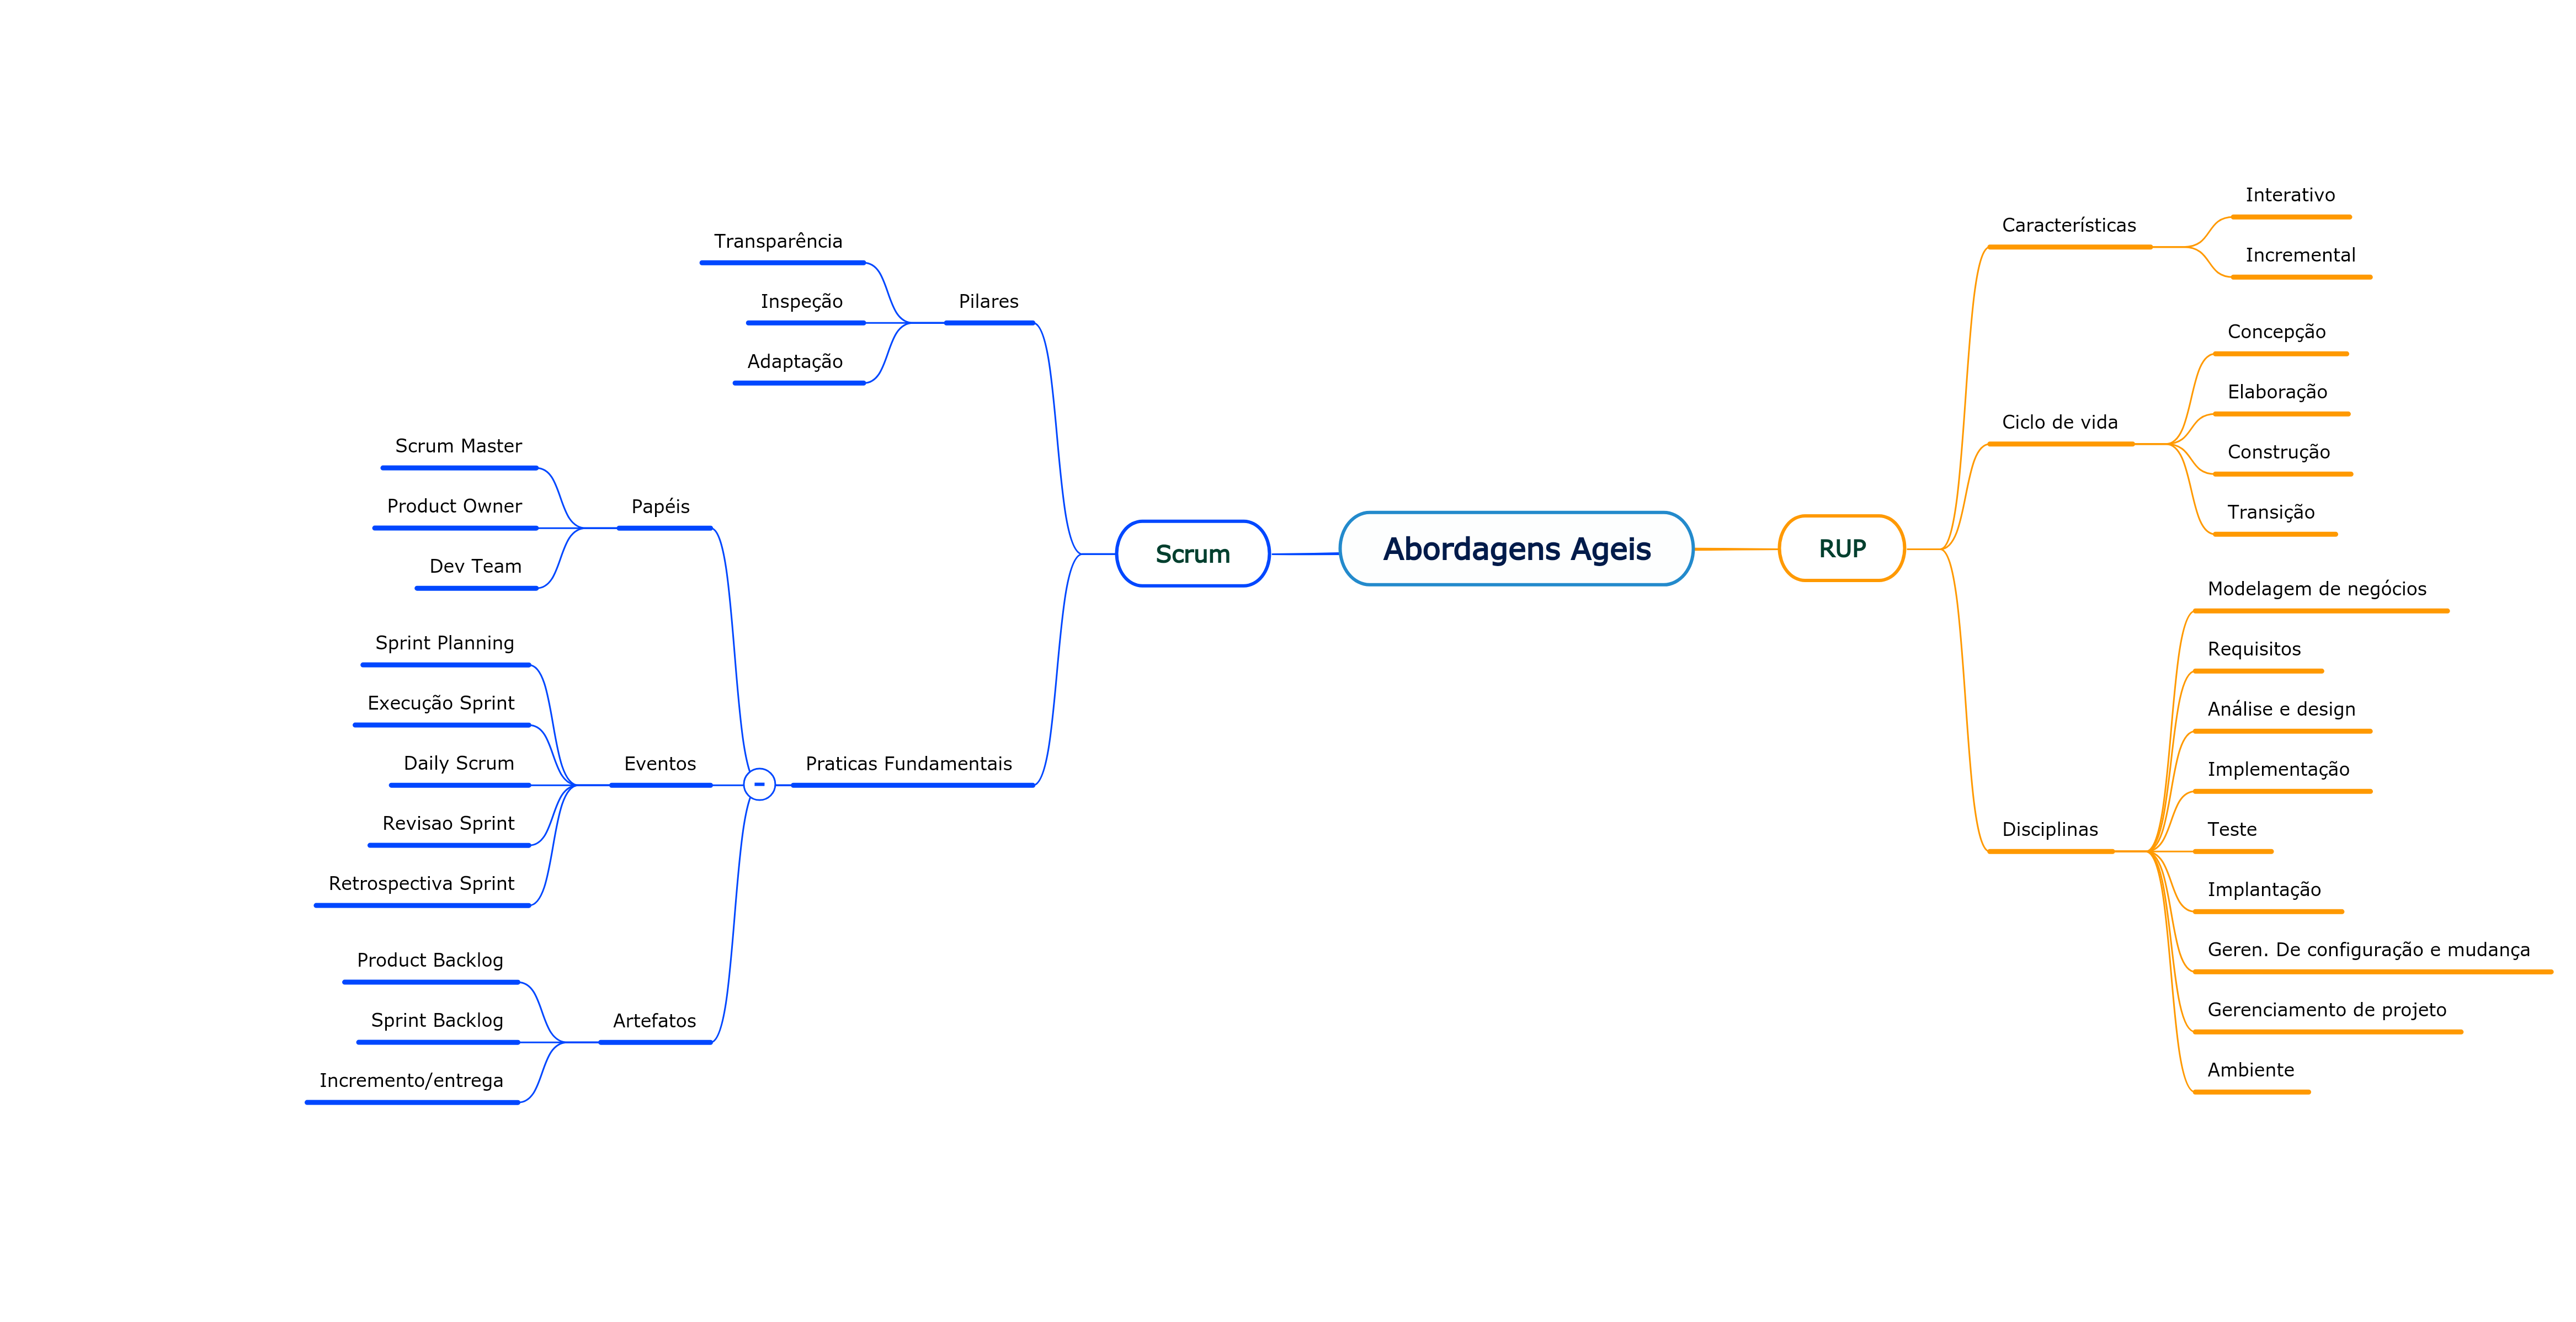 Abordagens Ageis
Scrum
Pilares
Transparência
Inspeção
Adaptação
Praticas Fundamentais
Papéis
Scrum Master
Product Owner
Dev Team
Eventos
Sprint Planning
Execução Sprint
Daily Scrum
Revisao Sprint
Retrospectiva Sprint
Artefatos
Product Backlog
Sprint Backlog
Incremento/entrega
RUP
Características
Interativo
Incremental
Ciclo de vida
Concepção
Elaboração
Construção
Transição
Disciplinas
Modelagem de negócios
Requisitos
Análise e design
Implementação
Teste
Implantação
Geren. De configuração e mudança
Gerenciamento de projeto
Ambiente